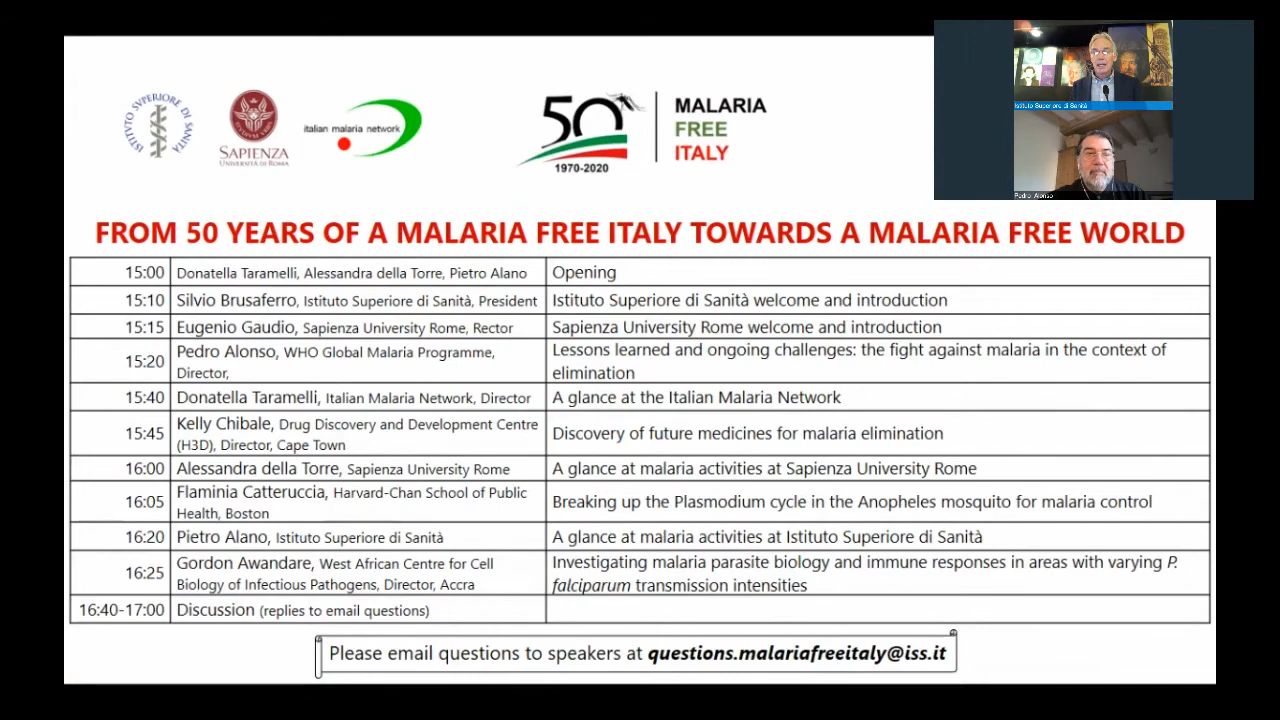 ISTITUTO SVPERIORE DI SANITA
SAPIENZA
UNIVERSITÀ DI ROMA
italian malaria network
50
1970-2020
MALARIA
FREE
ITALY
Istituto Superiore di Sanità
Pedro Alonso
FROM 50 YEARS OF A MALARIA FREE ITALY TOWARDS A MALARIA FREE WORLD
15:00 Donatella Taramelli, Alessandra della Torre, Pietro Alano Opening
15:10 Silvio Brusaferro, Istituto Superiore di Sanità, President Istituto Superiore di Sanità welcome and introduction
15:15 Eugenio Gaudio, Sapienza University Rome, Rector Sapienza University Rome welcome and introduction
15:20 Pedro Alonso, WHO Global Malaria Programme,
Director,
Lessons learned and ongoing challenges: the fight against malaria in the context of
elimination
15:40 Donatella Taramelli, Italian Malaria Network, Director A glance at the Italian Malaria Network
15:45 Kelly Chibale, Drug Discovery and Development Centre
(H3D), Director, Cape Town
Discovery of future medicines for malaria elimination
16:00 Alessandra della Torre, Sapienza University Rome A glance at malaria activities at Sapienza University Rome
16:05 Flaminia Catteruccia, Harvard-Chan School of Public
Health, Boston
Breaking up the Plasmodium cycle in the Anopheles mosquito for malaria control
16:20 Pietro Alano, Istituto Superiore di Sanità A glance at malaria activities at Istituto Superiore di Sanità
16:25 Gordon Awandare, West African Centre for Cell
Biology of Infectious Pathogens, Director, Accra
Investigating malaria parasite biology and immune responses in areas with varying P.
falciparum transmission intensities
16:40-17:00 Discussion (replies to email questions)
Please email questions to speakers at questions.malariafreeitaly@iss.it